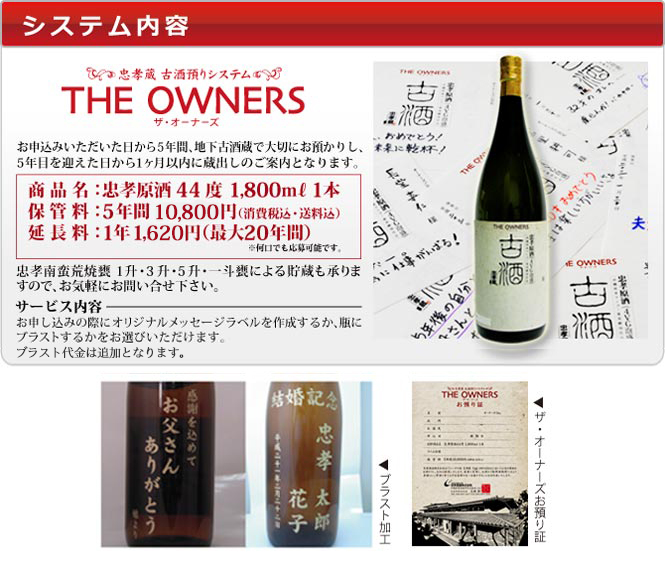 システム内容
忠孝蔵 古酒預りシステム
THE OWNERS
ザ・オーナーズ
お申込みいただいた日から5年間、地下古酒蔵で大切にお預かりし、
5年目を迎えた日から1ヶ月以内に蔵出しのご案内となります。
商品名:忠孝原酒 44度 1,800mℓ 1本
保管料:5年間 10,800円(消費税込・送料込)
延長料:1年 1,620円(最大20年間)
※何口でも応募可能です。
忠孝南蛮荒焼甕 1升・3升・5升・一斗甕による貯蔵も承りま
すので、お気軽にお問い合せ下さい。
サービス内容
お申し込みの際にオリジナルメッセージラベルを作成するか、瓶に
ブラストするかをお選びいただけます。
ブラスト代金は追加となります。
古酒
おめでとう!
未来に乾杯!
THE OWNERS
古酒
忠孝原酒
感謝を込めて
お父さん
ありがとう
結婚記念
忠孝 太郎
花子
平成二十一年二月二十二日
◀ブラスト加工
THE OWNERS
お預り証
◀ザ・オーナーズお預り証